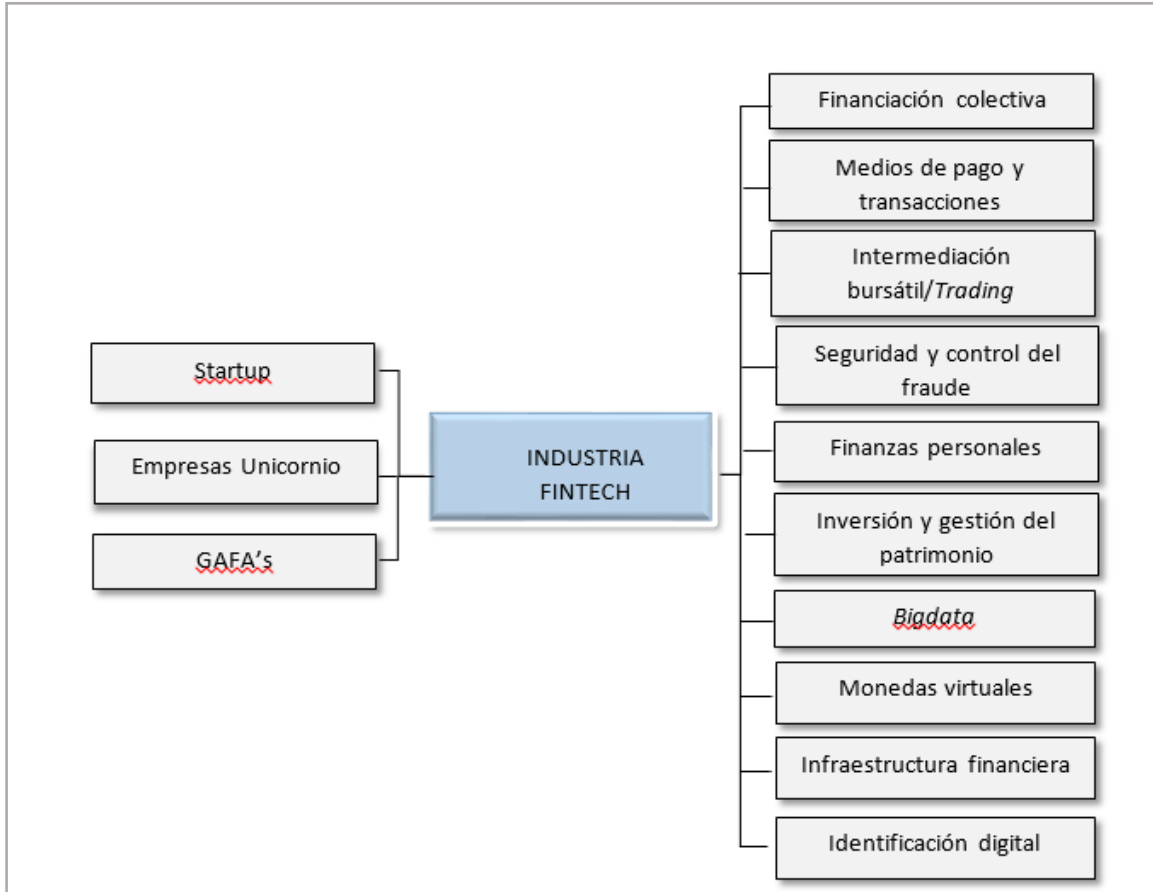 Startup
Empresas Unicornio
GAFA's
INDUSTRIA
FINTECH
Financiación colectiva
Medios de pago y
transacciones
Intermediación
bursátil/Trading
Seguridad y control del
fraude
Finanzas personales
Inversión y gestión del
patrimonio
Bigdata
Monedas virtuales
Infraestructura financiera
Identificación digital